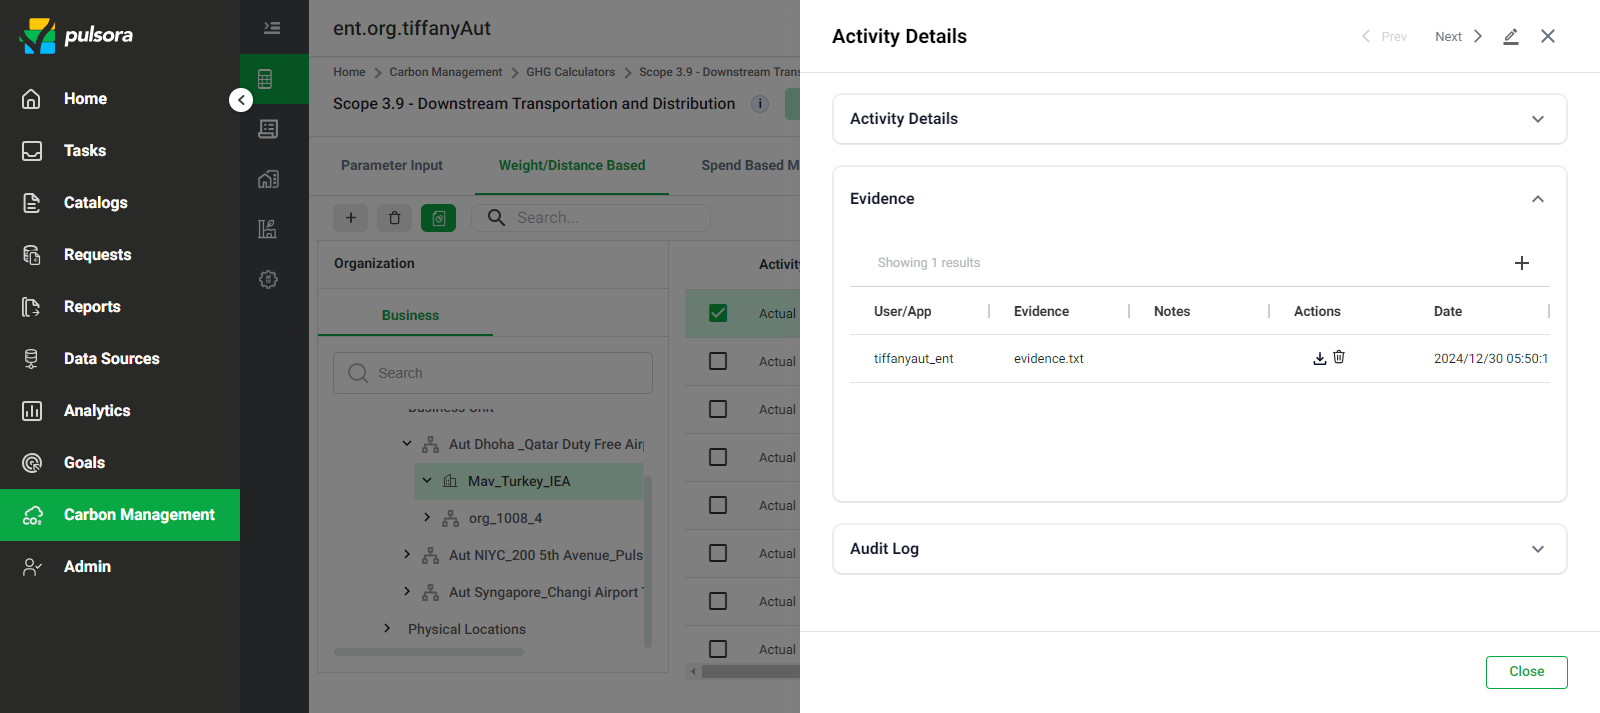 pulsora
Home
Tasks
Catalogs
Requests
Reports
Data Sources
Analytics
Goals
Carbon Management
Admin
ent.org.tiffanyAut
Home > Carbon Management > GHG Calculators > Scope 3.9 - Downstream Tran
Scope 3.9 - Downstream Transportation and Distribution i
Parameter Input
Weight/Distance Based
Spend Based M
Search...
Organization
Business
Search
Business Unit
Aut Dhoha _Qatar Duty Free Air
Mav_Turkey_IEA
org_1008_4
Aut NIYC_200 5th Avenue_Puls
Aut Syngapore_Changi Airport T
Physical Locations
Activity
Actual
Actual
Actual
Actual
Actual
Actual
Actual
Actual
Activity Details
Prev
Next
Activity Details
Evidence
Showing 1 results
User/App Evidence Notes Actions Date
tiffanyaut_ent evidence.txt 2024/12/30 05:50:1
Audit Log
Close